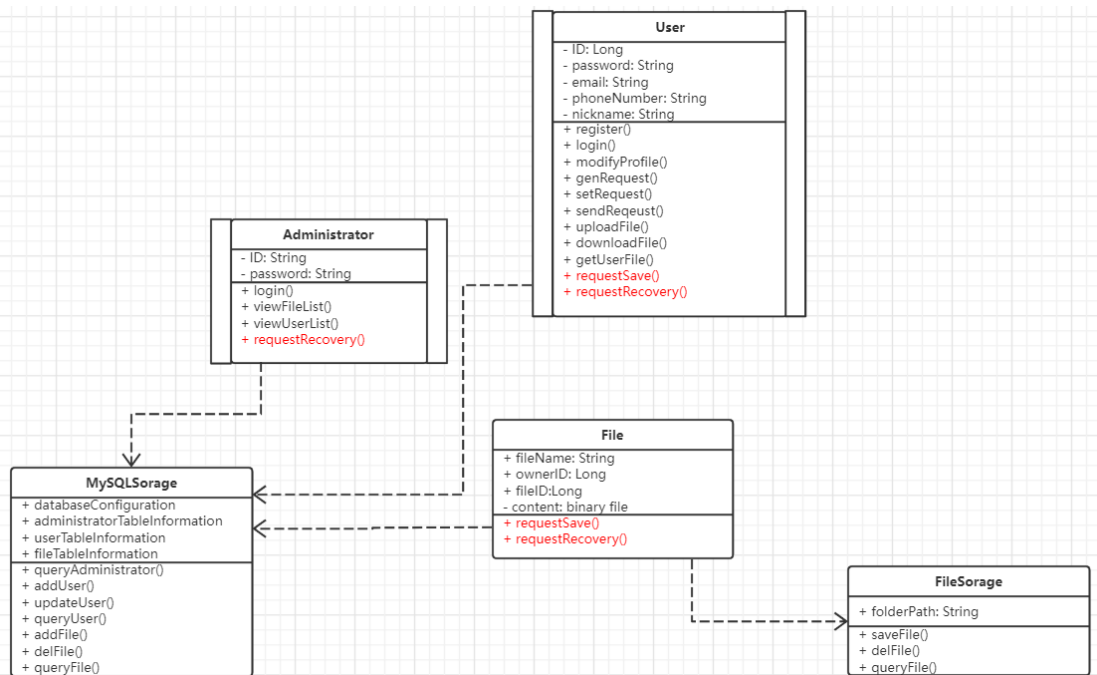 User
- ID: Long
- password: String
- email: String
- phoneNumber: String
- nickname: String
+ register()
+ login()
+ modifyProfile()
+ genRequest()
+ setRequest()
+ sendReqeust()
+ uploadFile()
+ downloadFile()
+ getUserFile()
+ requestSave()
+ requestRecovery()
Administrator
- ID: String
- password: String
+ login()
+ viewFileList()
+ viewUserList()
+ requestRecovery()
File
+ fileName: String
+ ownerID: Long
+ fileID:Long
- content: binary file
+ requestSave()
+ requestRecovery()
MySQLSorage
+ databaseConfiguration
+ administratorTableInformation
+ userTableInformation
+ fileTableInformation
+ queryAdministrator()
+ addUser()
+ updateUser()
+ queryUser()
+ addFile()
+ delFile()
+ queryFile()
FileSorage
+ folderPath: String
+ saveFile()
+ delFile()
+ queryFile()